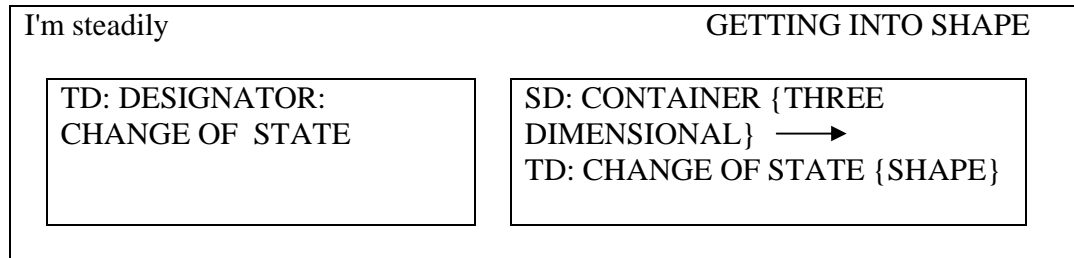 I'm steadily GETTING INTO SHAPE
TD: DESIGNATOR:
CHANGE OF STATE
SD: CONTAINER {THREE
DIMENSIONAL} →
TD: CHANGE OF STATE {SHAPE}